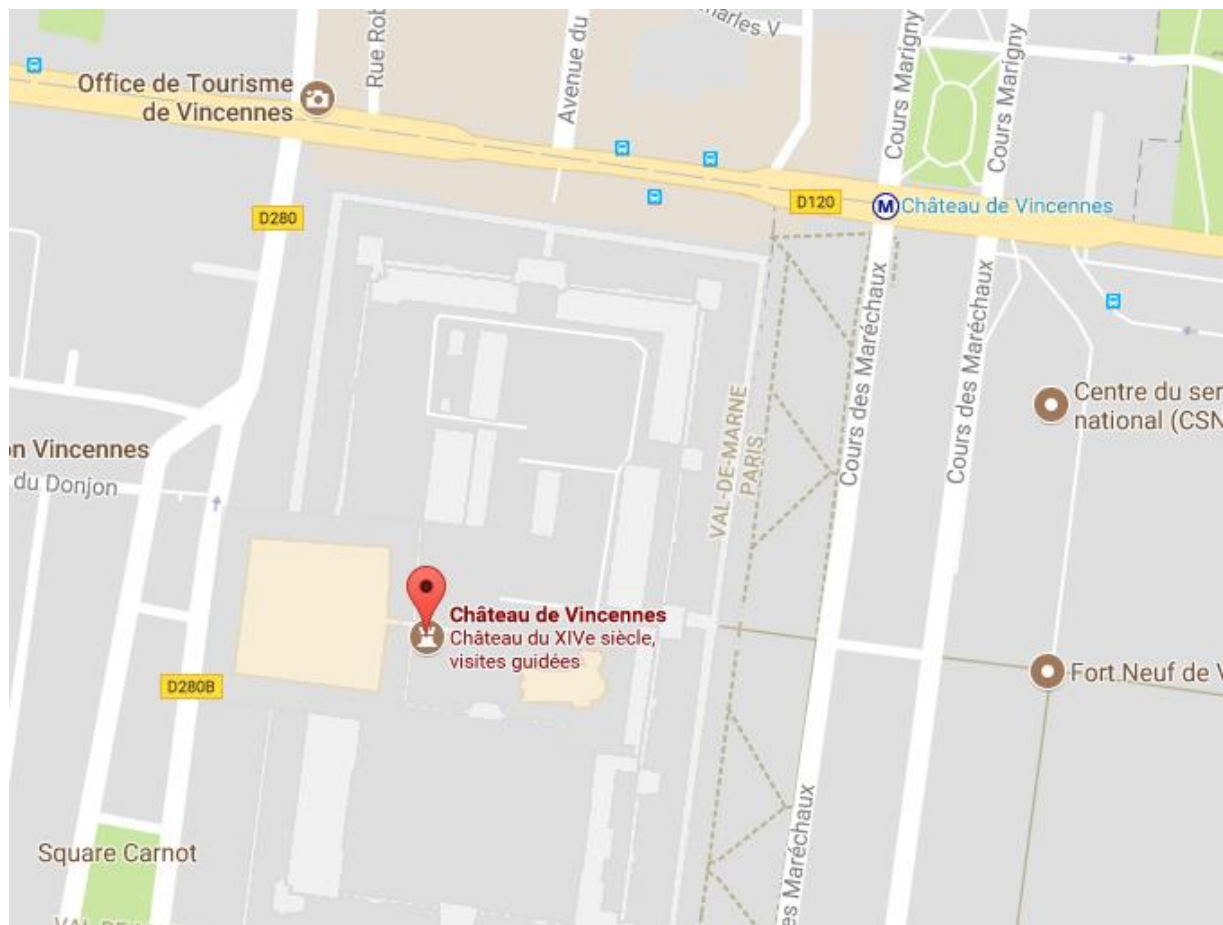 Office de Tourisme
de Vincennes
Rue Rob
Avenue du
harles V
Cours Marigny
Cours Marigny
D280
D120
M
Château de Vincennes
Cours des Maréchaux
Cours des Maréchaux
VAL-DE-MARNE
PARIS
Centre du ser
national (CSN
on Vincennes
du Donjon
Château de Vincennes
Château du XIVe siècle,
visites guidées
D280B
Fort Neuf de V
Square Carnot
es Maréchaux